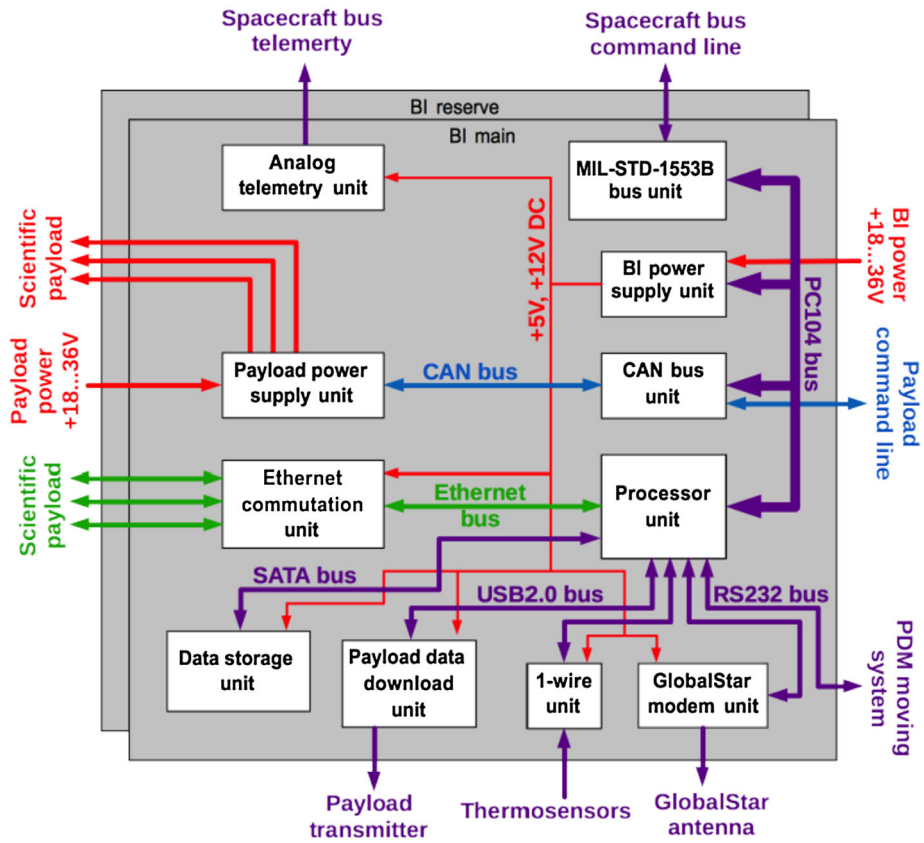 Spacecraft bus
telemerty
Spacecraft bus
command line
BI reserve
BI main
Analog
telemetry unit
MIL-STD-1553B
bus unit
Scientific
payload
+5V, +12V DC
BI power
supply unit
BI power
+18...36V
PC104 bus
Payload
power
+18...36V
Payload power
supply unit
CAN bus
CAN bus
unit
Payload
command line
Scientific
payload
Ethernet
commutation
unit
Ethernet
bus
Processor
unit
SATA bus
USB2.0 bus
RS232 bus
Data storage
unit
Payload data
download
unit
1-wire
unit
GlobalStar
modem unit
PDM moving
system
Payload
transmitter
Thermosensors
GlobalStar
antenna